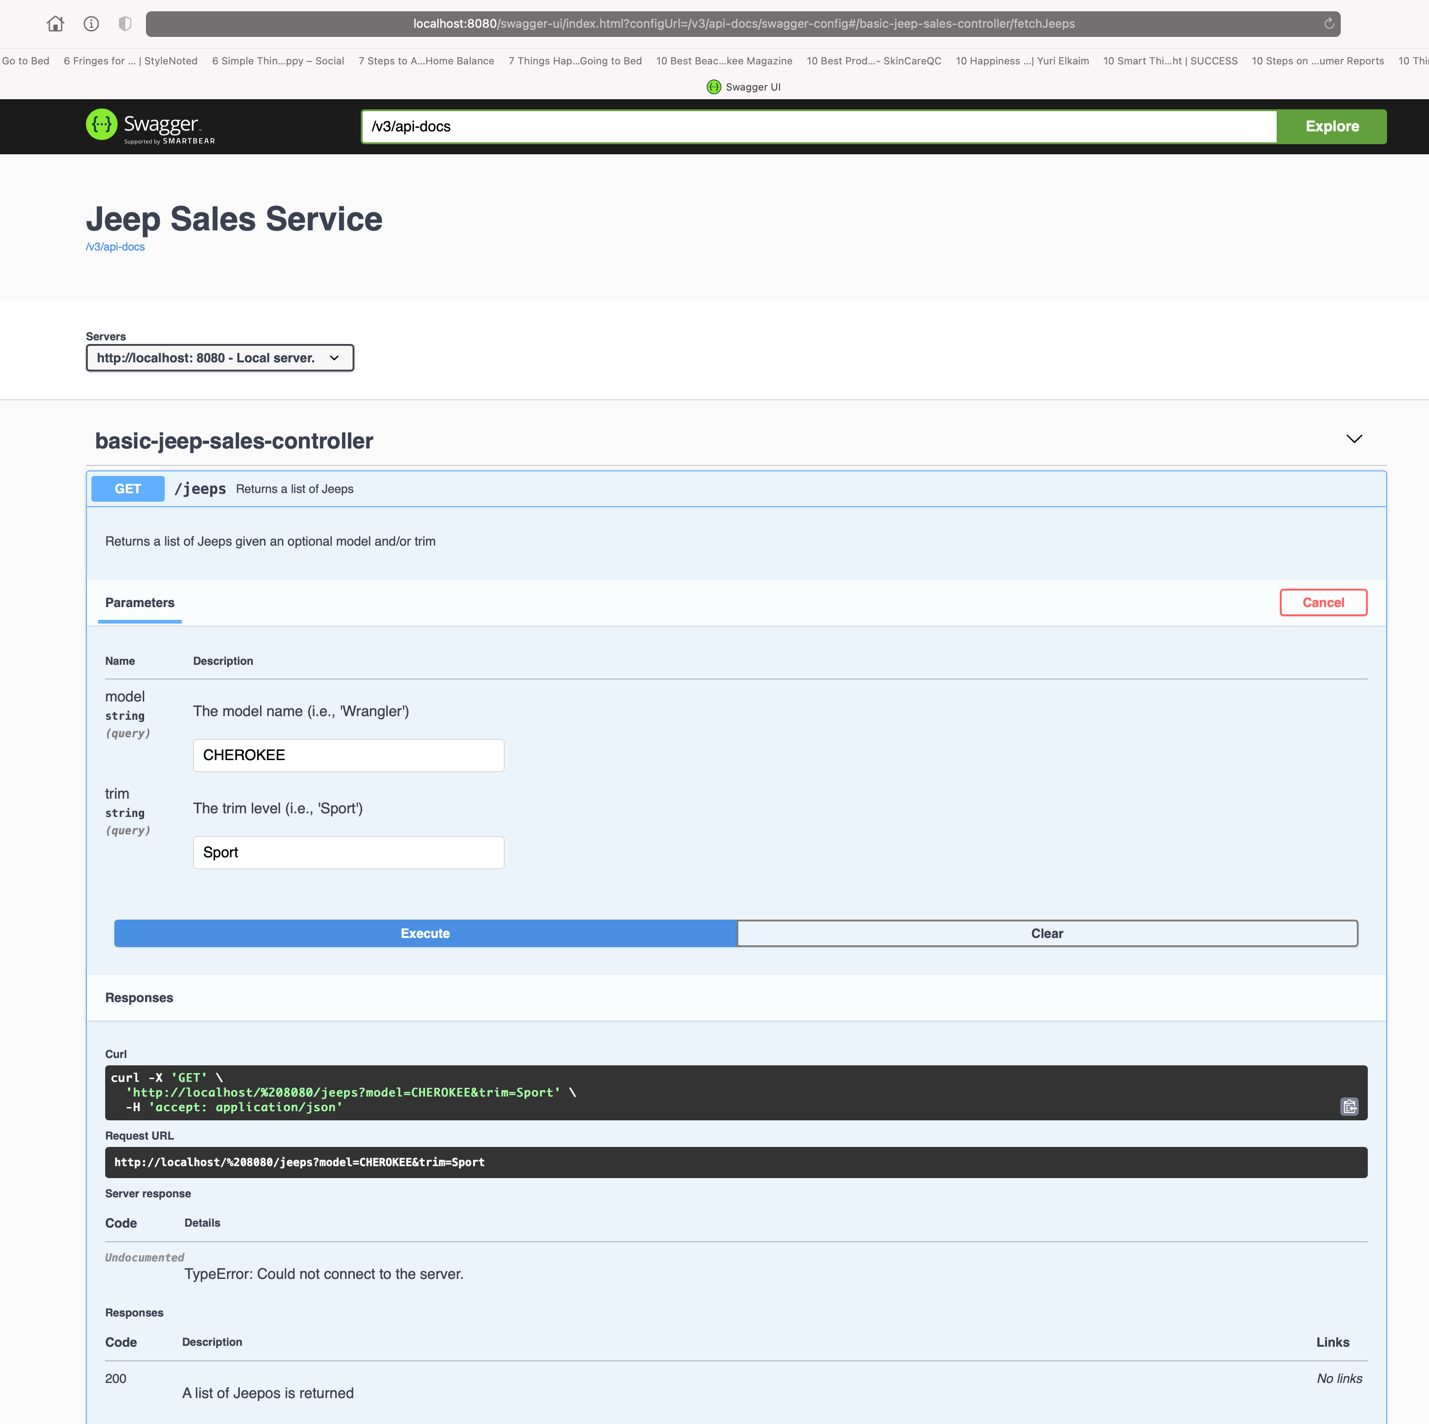 localhost:8080/swagger-ui/index.html?configUrl=/v3/api-docs/swagger-config#/basic-jeep-sales-controller/fetchJeeps
Go to Bed 6 Fringes for ... | StyleNoted 6 Simple Thin...ppy – Social 7 Steps to A...Home Balance 7 Things Hap...Going to Bed 10 Best Beac...kee Magazine 10 Best Prod...- SkinCareQC 10 Happiness ...| Yuri Elkaim 10 Smart Thi...ht | SUCCESS 10 Steps on ...umer Reports 10 Thi
Swagger UI
{··} Swagger
Supported by SMARTBEAR
/v3/api-docs
Explore
Jeep Sales Service
/v3/api-docs
Servers
http://localhost: 8080 - Local server.
basic-jeep-sales-controller
GET /jeeps Returns a list of Jeeps
Returns a list of Jeeps given an optional model and/or trim
Parameters
Cancel
Name Description
model
string
(query)
The model name (i.e., 'Wrangler')
CHEROKEE
trim
string
(query)
The trim level (i.e., 'Sport')
Sport
Execute Clear
Responses
Curl
curl -X 'GET' \
'http://localhost/%208080/jeeps?model=CHEROKEE&trim=Sport' \
-H 'accept: application/json'
Request URL
http://localhost/%208080/jeeps?model=CHEROKEE&trim=Sport
Server response
Code Details
Undocumented
TypeError: Could not connect to the server.
Responses
Code Description Links
200 No links
A list of Jeepos is returned